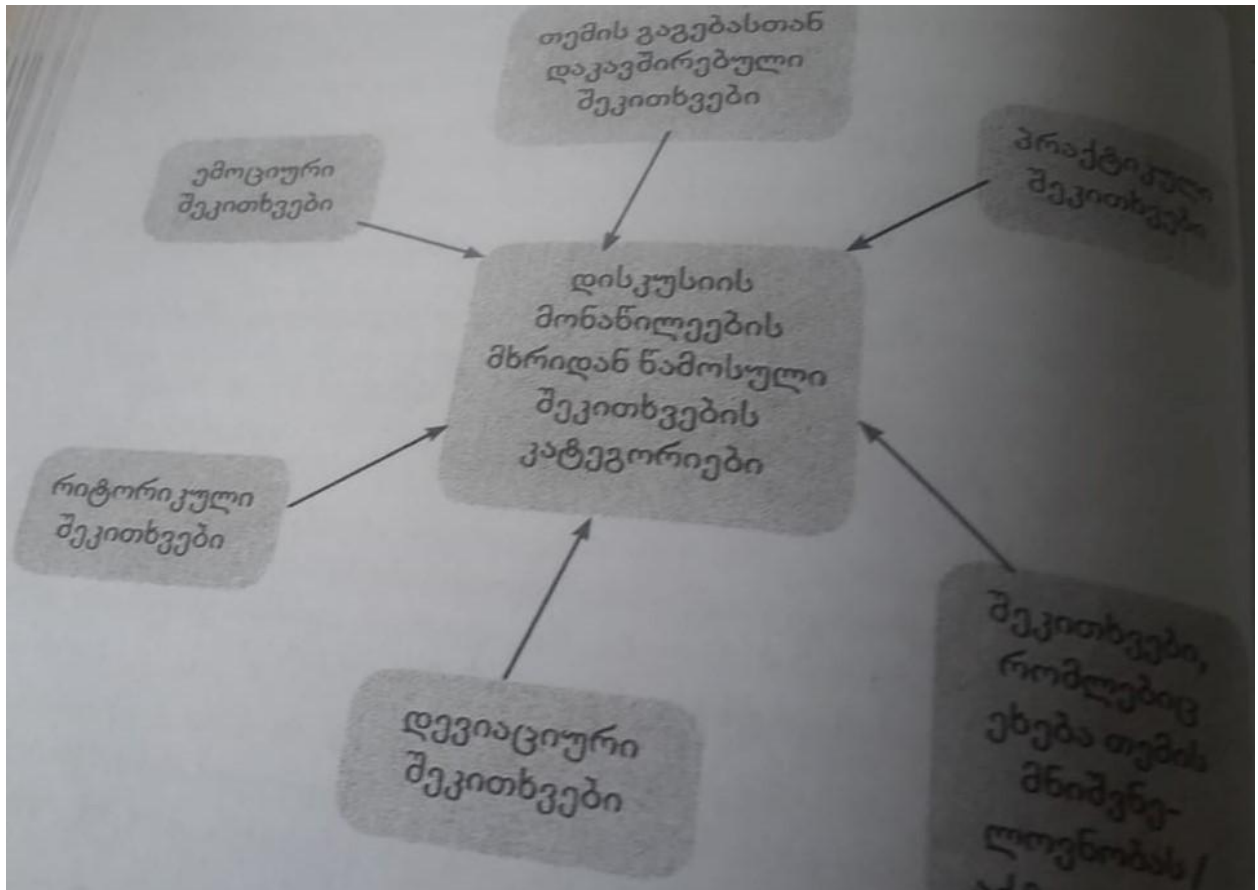 თემის გაგებასთან
დაკავშირებული
შეკითხვები
ემოციური
შეკითხვები
პრაქტიკული
შეკითხვები
დისკუსიის
მონაწილეების
მხრიდან წამოსული
შეკითხვების
კატეგორიები
რიტორიკული
შეკითხვები
დევიაციური
შეკითხვები
შეკითხვები,
რომლებიც
ეხება თემის
მნიშვნე-
ლოვნობას/